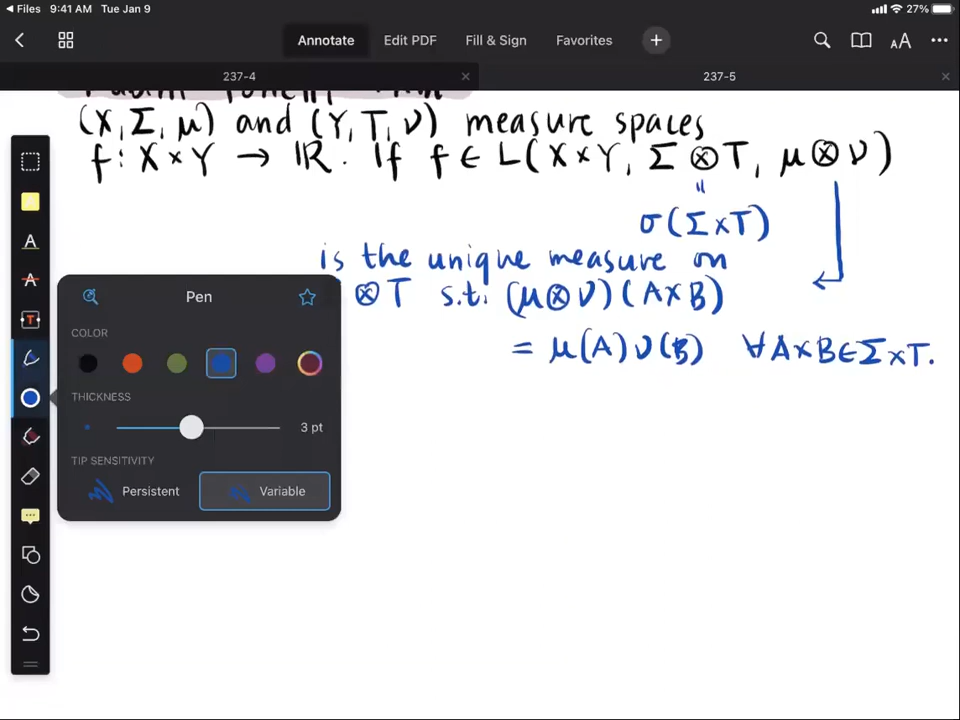 Files 9:41 AM Tue Jan 9 27%
Annotate Edit PDF Fill & Sign Favorites
237-4 237-5
(X, Σ, μ) and (Y, T, ν) measure spaces
f: X×Y → ℝ. If f ∈ L(X×Y, Σ⊗T, μ⊗ν)
"
σ(Σ×T)
is the unique measure on
⊗T s.t. (μ⊗ν)(A×B)
= μ(A)ν(B) ∀A×B∈Σ×T.
Pen
COLOR
THICKNESS
3 pt
TIP SENSITIVITY
Persistent Variable